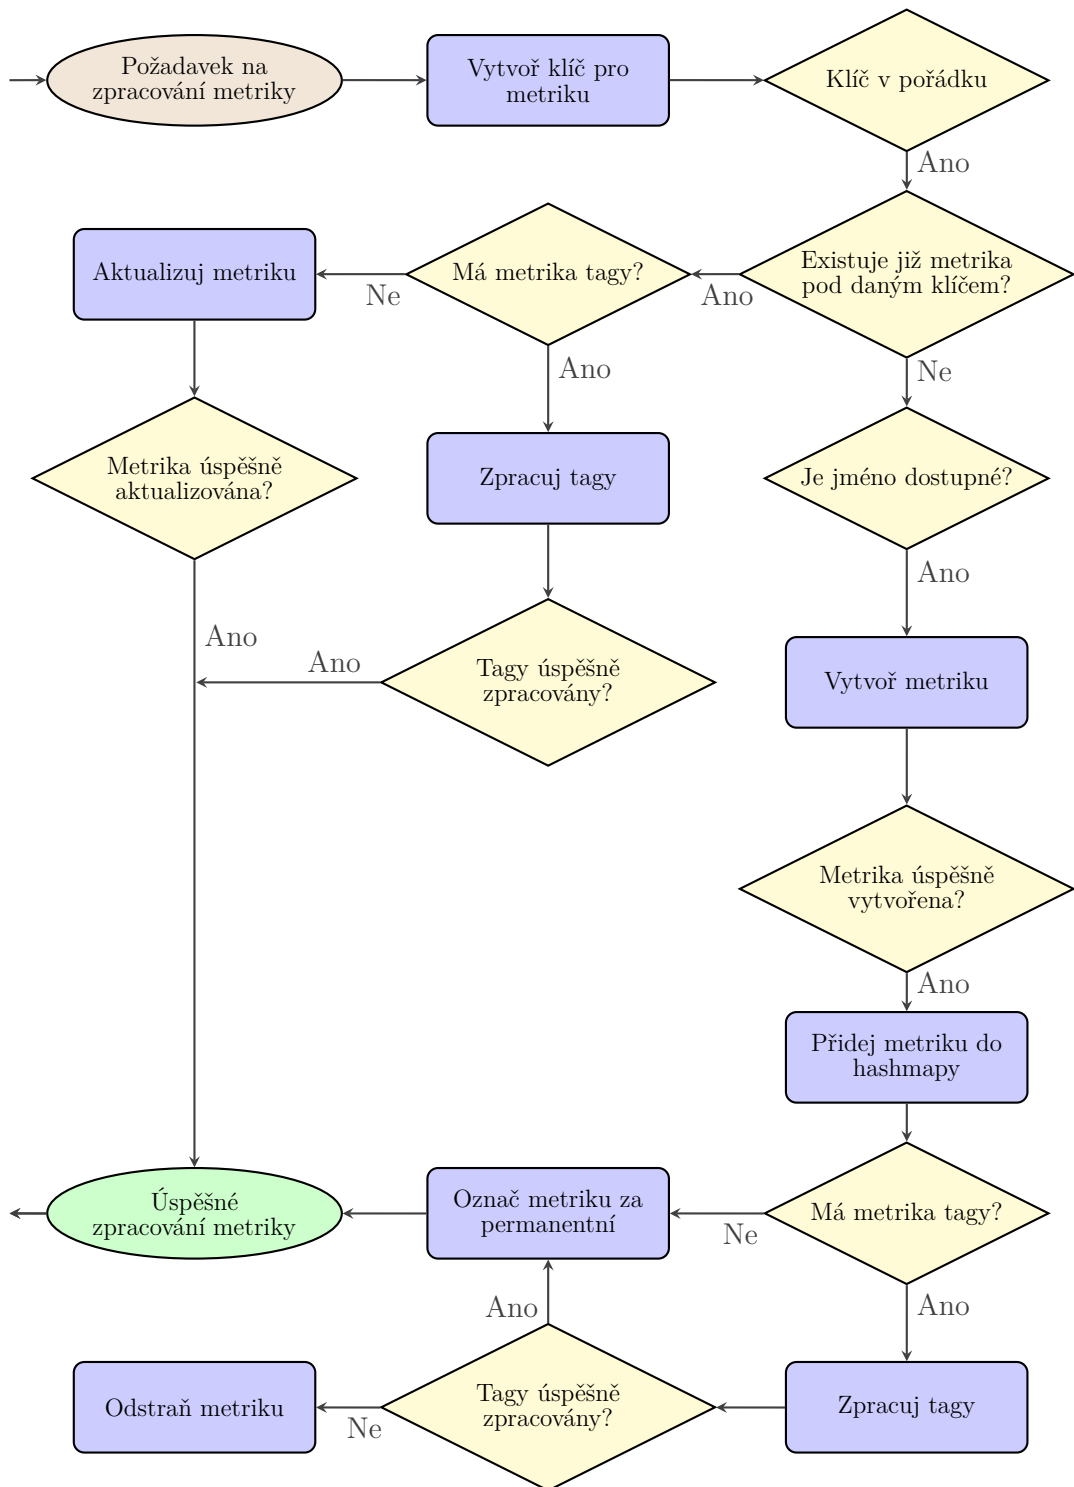 Požadavek na
zpracování metriky
Vytvoř klíč pro
metriku
Klíč v pořádku
Ano
Aktualizuj metriku
Ne
Má metrika tagy?
Ano
Existuje již metrika
pod daným klíčem?
Ano
Ne
Metrika úspěšně
aktualizována?
Zpracuj tagy
Je jméno dostupné?
Ano
Ano
Ano
Tagy úspěšně
zpracovány?
Vytvoř metriku
Metrika úspěšně
vytvořena?
Ano
Přidej metriku do
hashmapy
Úspěšné
zpracování metriky
Označ metriku za
permanentní
Ne
Má metrika tagy?
Ano
Ano
Odstraň metriku
Ne
Tagy úspěšně
zpracovány?
Zpracuj tagy